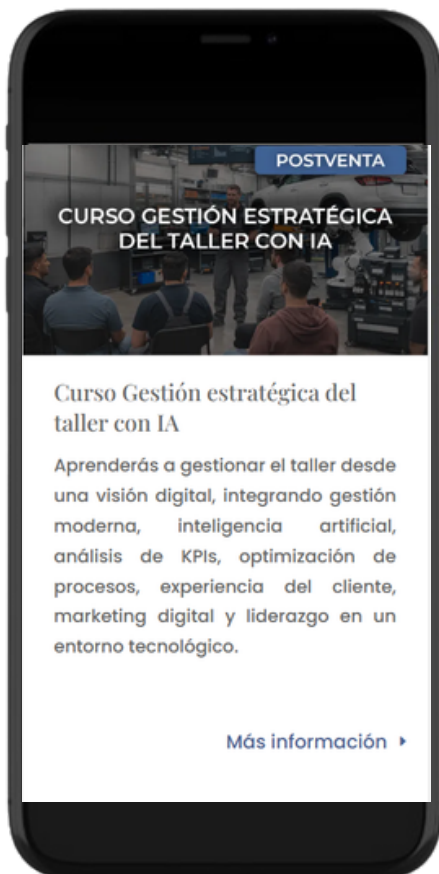 POSTVENTA
CURSO GESTIÓN ESTRATÉGICA
DEL TALLER CON IA
Curso Gestión estratégica del
taller con IA
Aprenderás a gestionar el taller desde
una visión digital, integrando gestión
moderna, inteligencia artificial,
análisis de KPIs, optimización de
procesos, experiencia del cliente,
marketing digital y liderazgo en un
entorno tecnológico.
Más información